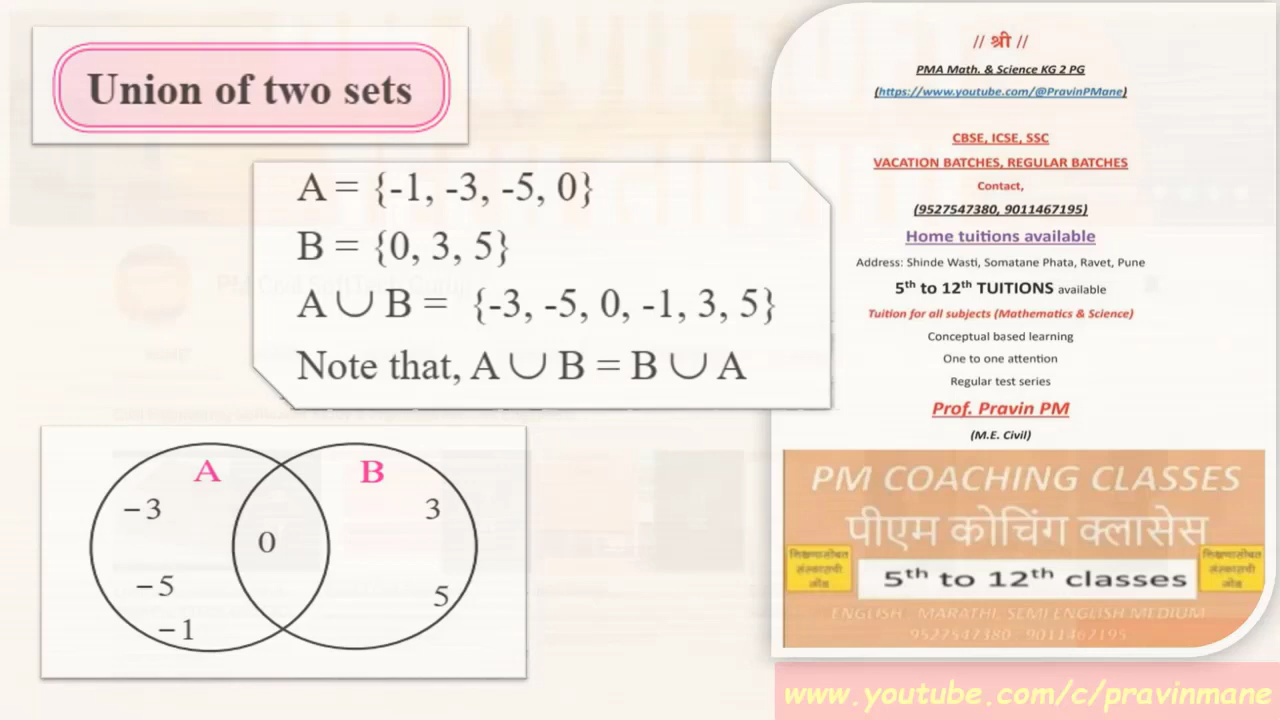 Union of two sets
A = {-1, -3, -5, 0}
B = {0, 3, 5}
A ∪ B = {-3, -5, 0, -1, 3, 5}
Note that, A ∪ B = B ∪ A
A
B
−3
3
0
−5
5
−1
// श्री //
PMA Math. & Science KG 2 PG
(https://www.youtube.com/@PravinPMane)
CBSE, ICSE, SSC
VACATION BATCHES, REGULAR BATCHES
Contact,
(9527547380, 9011467195)
Home tuitions available
Address: Shinde Wasti, Somatane Phata, Ravet, Pune
5th to 12th TUITIONS available
Tuition for all subjects (Mathematics & Science)
Conceptual based learning
One to one attention
Regular test series
Prof. Pravin PM
(M.E. Civil)
PM COACHING CLASSES
पीएम कोचिंग क्लासेस
शिक्षणासोबत
संस्काराची
जोड
5th to 12th classes
शिक्षणासोबत
संस्काराची
जोड
ENGLISH, MARATHI, SEMI ENGLISH MEDIUM
9527547380, 9011467195
www.youtube.com/c/pravinmane